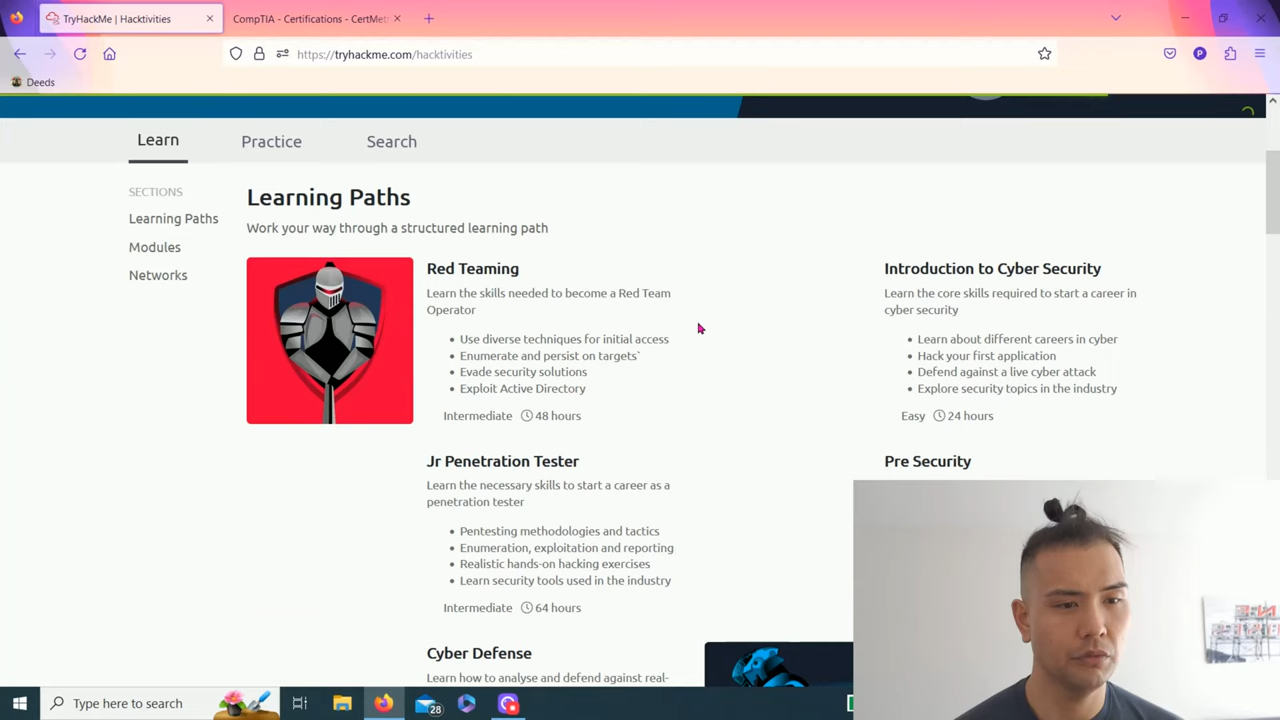 TryHackMe | Hacktivities
CompTIA - Certifications - CertMet
https://tryhackme.com/hacktivities
P
Deeds
Learn
Practice
Search
SECTIONS
Learning Paths
Modules
Networks
Learning Paths
Work your way through a structured learning path
Red Teaming
Learn the skills needed to become a Red Team
Operator
• Use diverse techniques for initial access
• Enumerate and persist on targets`
• Evade security solutions
• Exploit Active Directory
Intermediate 48 hours
Introduction to Cyber Security
Learn the core skills required to start a career in
cyber security
• Learn about different careers in cyber
• Hack your first application
• Defend against a live cyber attack
• Explore security topics in the industry
Easy 24 hours
Jr Penetration Tester
Learn the necessary skills to start a career as a
penetration tester
• Pentesting methodologies and tactics
• Enumeration, exploitation and reporting
• Realistic hands-on hacking exercises
• Learn security tools used in the industry
Intermediate 64 hours
Pre Security
Cyber Defense
Learn how to analyse and defend against real-
Type here to search
28